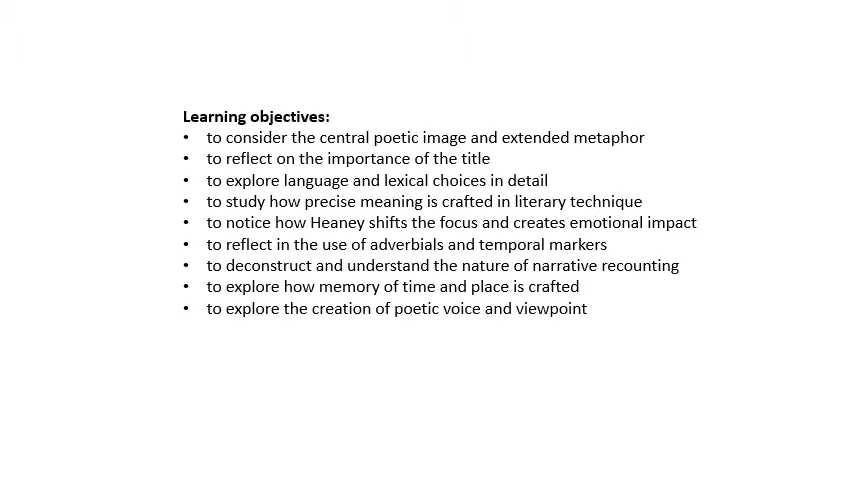 Learning objectives:
• to consider the central poetic image and extended metaphor
• to reflect on the importance of the title
• to explore language and lexical choices in detail
• to study how precise meaning is crafted in literary technique
• to notice how Heaney shifts the focus and creates emotional impact
• to reflect in the use of adverbials and temporal markers
• to deconstruct and understand the nature of narrative recounting
• to explore how memory of time and place is crafted
• to explore the creation of poetic voice and viewpoint